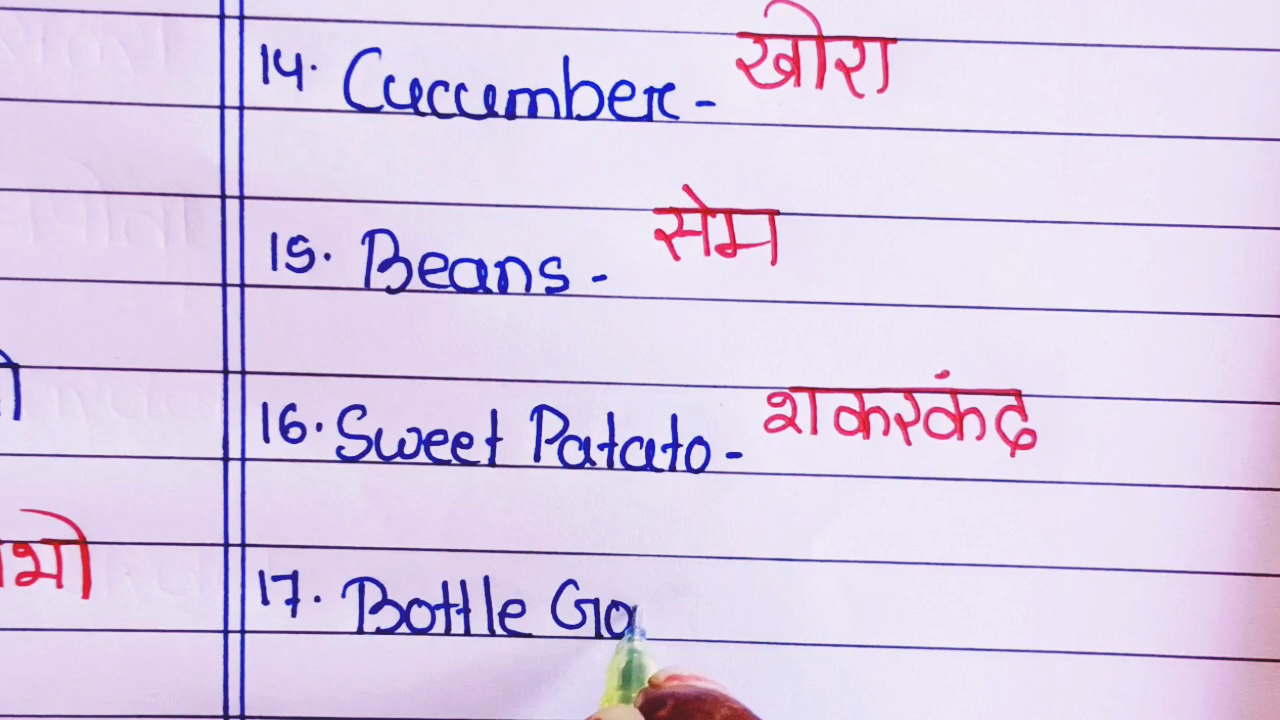 14. Cucumber - खीरा
15. Beans - सेम
16. Sweet Patato - शकरकंद
17. Bottle Go